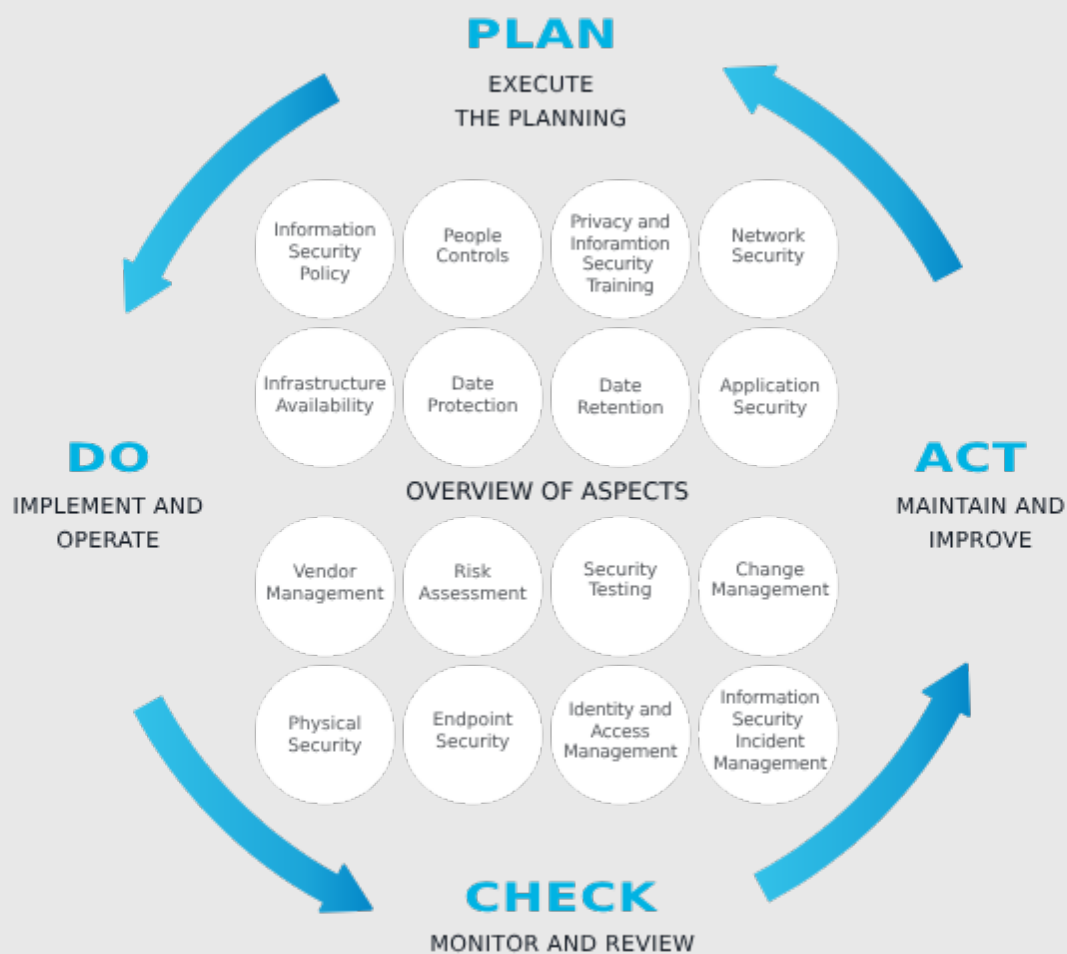 PLAN
EXECUTE
THE PLANNING
Information
Security
Policy
People
Controls
Privacy and
Inforamtion
Security
Training
Network
Security
Infrastructure
Availability
Date
Protection
Date
Retention
Application
Security
DO
IMPLEMENT AND
OPERATE
OVERVIEW OF ASPECTS
ACT
MAINTAIN AND
IMPROVE
Vendor
Management
Risk
Assessment
Security
Testing
Change
Management
Physical
Security
Endpoint
Security
Identity and
Access
Management
Information
Security
Incident
Management
CHECK
MONITOR AND REVIEW